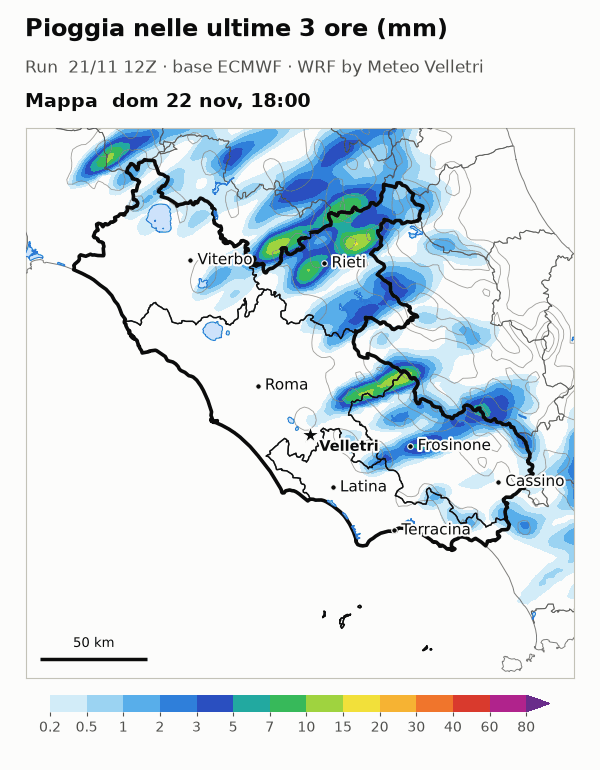 Pioggia nelle ultime 3 ore (mm)
Run  21/11 12Z · base ECMWF · WRF by Meteo Velletri
Mappa  dom 22 nov, 18:00
Viterbo
Rieti
Roma
Velletri
Frosinone
Cassino
Latina
Terracina
50 km
0.2 0.5 1 2 3 5 7 10 15 20 30 40 60 80